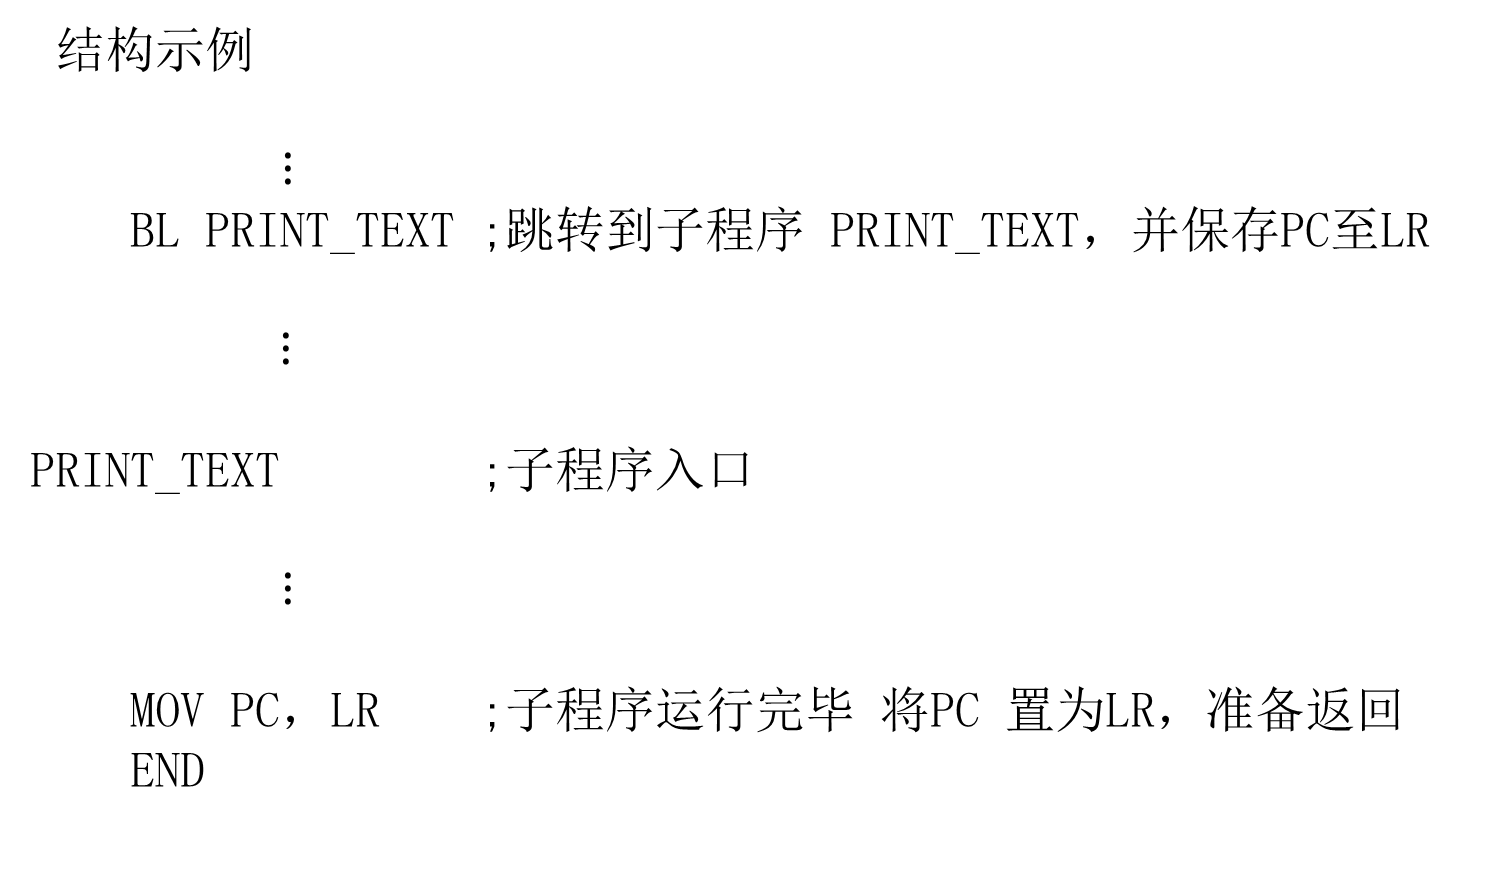 结构示例
⋮
BL PRINT_TEXT ;跳转到子程序 PRINT_TEXT，并保存PC至LR
⋮
PRINT_TEXT ;子程序入口
⋮
MOV PC，LR ;子程序运行完毕 将PC 置为LR，准备返回
END